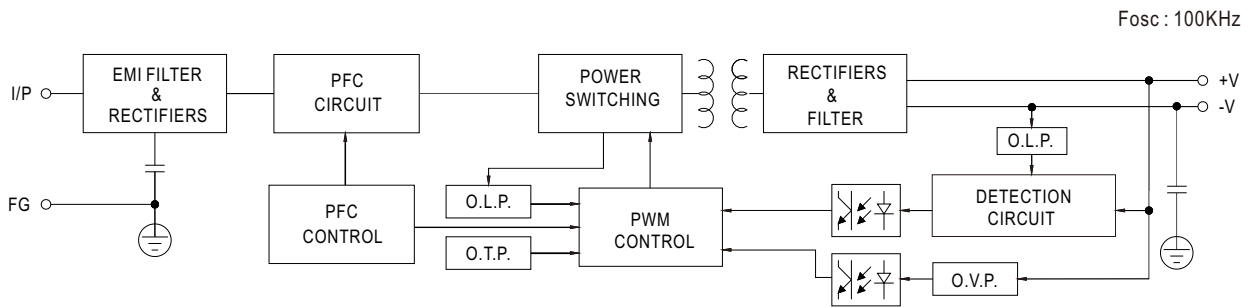 Fosc : 100KHz
EMI FILTER
&
RECTIFIERS
PFC
CIRCUIT
POWER
SWITCHING
RECTIFIERS
&
FILTER
I/P
+V
-V
O.L.P.
FG
PFC
CONTROL
O.L.P.
O.T.P.
PWM
CONTROL
DETECTION
CIRCUIT
O.V.P.